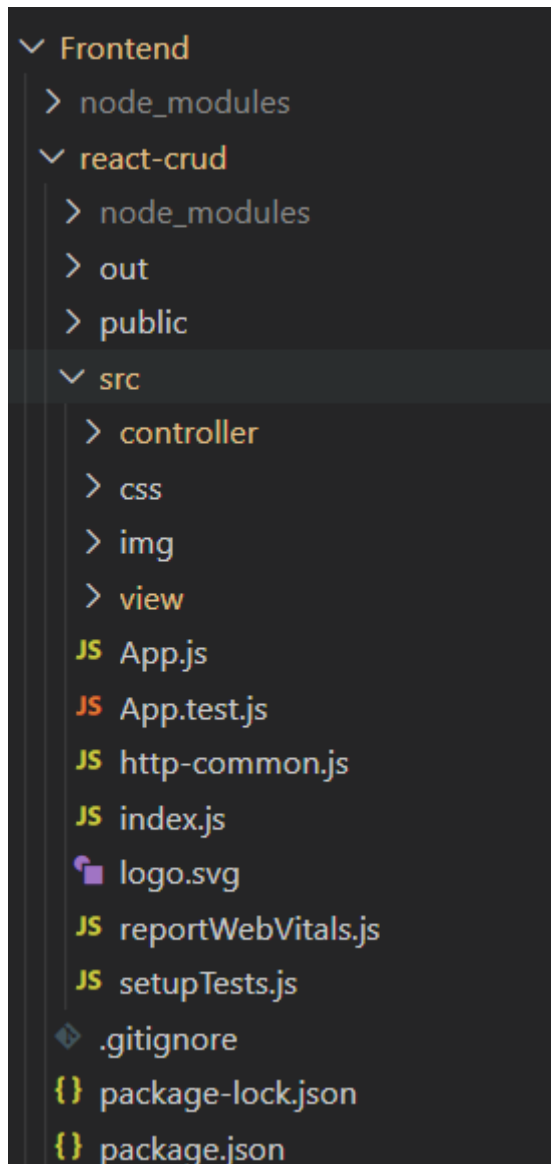 Frontend
node_modules
react-crud
node_modules
out
public
src
controller
css
img
view
JS App.js
JS App.test.js
JS http-common.js
JS index.js
logo.svg
JS reportWebVitals.js
JS setupTests.js
.gitignore
{} package-lock.json
{} package.json